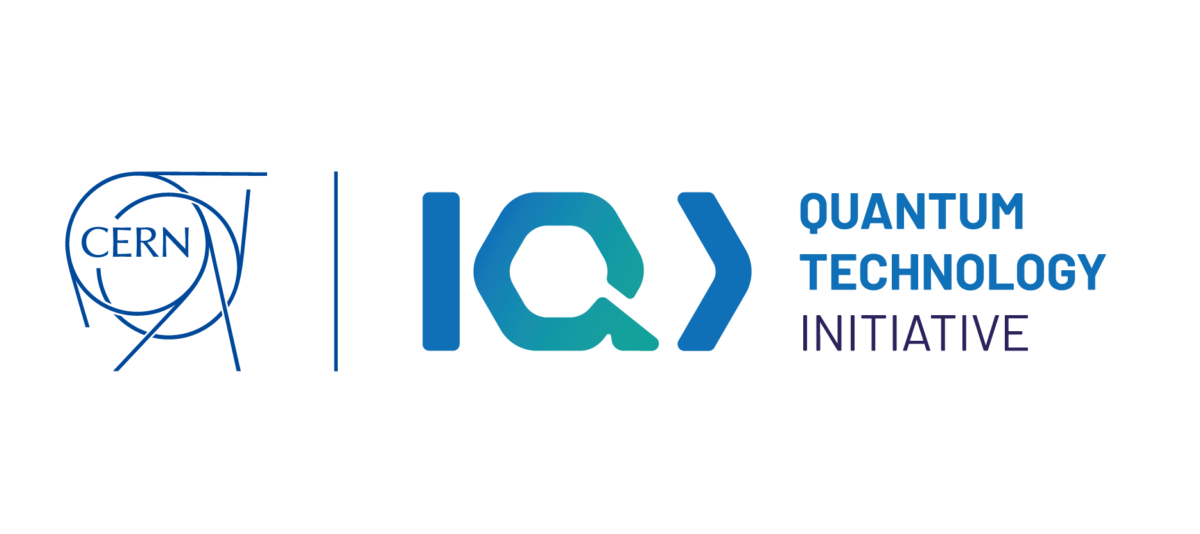 CERN
|Q⟩
QUANTUM
TECHNOLOGY
INITIATIVE